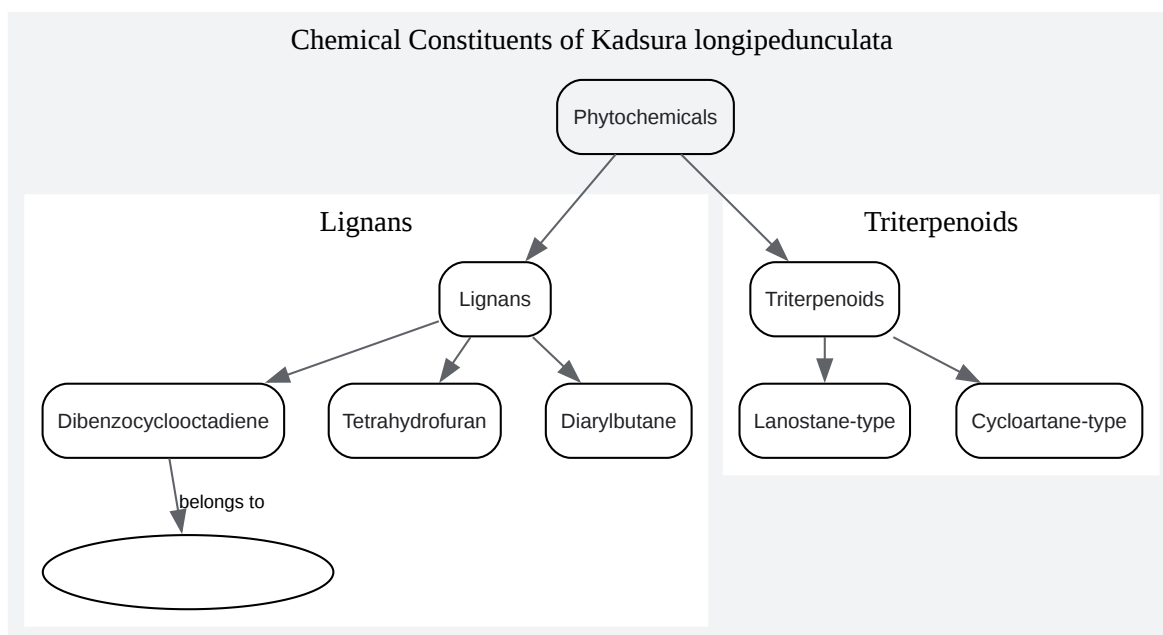 Chemical Constituents of Kadsura longipedunculata
Phytochemicals
Lignans
Triterpenoids
Lignans
Triterpenoids
Dibenzocyclooctadiene
Tetrahydrofuran
Diarylbutane
Lanostane-type
Cycloartane-type
belongs to